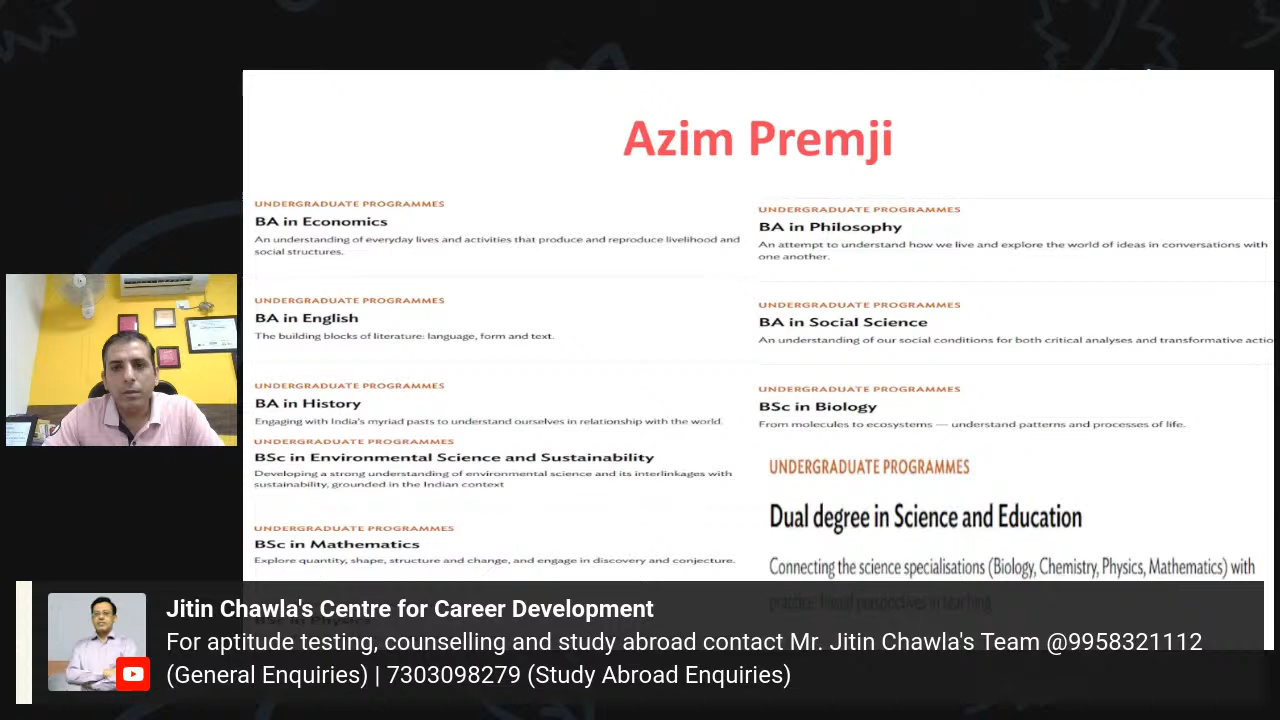 Azim Premji
UNDERGRADUATE PROGRAMMES
BA in Economics
An understanding of everyday lives and activities that produce and reproduce livelihood and
social structures.
UNDERGRADUATE PROGRAMMES
BA in English
The building blocks of literature: language, form and text.
UNDERGRADUATE PROGRAMMES
BA in History
Engaging with India's myriad pasts to understand ourselves in relationship with the world.
UNDERGRADUATE PROGRAMMES
BSc in Environmental Science and Sustainability
Developing a strong understanding of environmental science and its interlinkages with
sustainability, grounded in the Indian context
UNDERGRADUATE PROGRAMMES
BSc in Mathematics
Explore quantity, shape, structure and change, and engage in discovery and conjecture.
BSc in Physics
UNDERGRADUATE PROGRAMMES
BA in Philosophy
An attempt to understand how we live and explore the world of ideas in conversations with
one another.
UNDERGRADUATE PROGRAMMES
BA in Social Science
An understanding of our social conditions for both critical analyses and transformative actio
UNDERGRADUATE PROGRAMMES
BSc in Biology
From molecules to ecosystems — understand patterns and processes of life.
UNDERGRADUATE PROGRAMMES
Dual degree in Science and Education
Connecting the science specialisations (Biology, Chemistry, Physics, Mathematics) with
practice-based perspectives in teaching
Jitin Chawla's Centre for Career Development
For aptitude testing, counselling and study abroad contact Mr. Jitin Chawla's Team @9958321112
(General Enquiries) | 7303098279 (Study Abroad Enquiries)